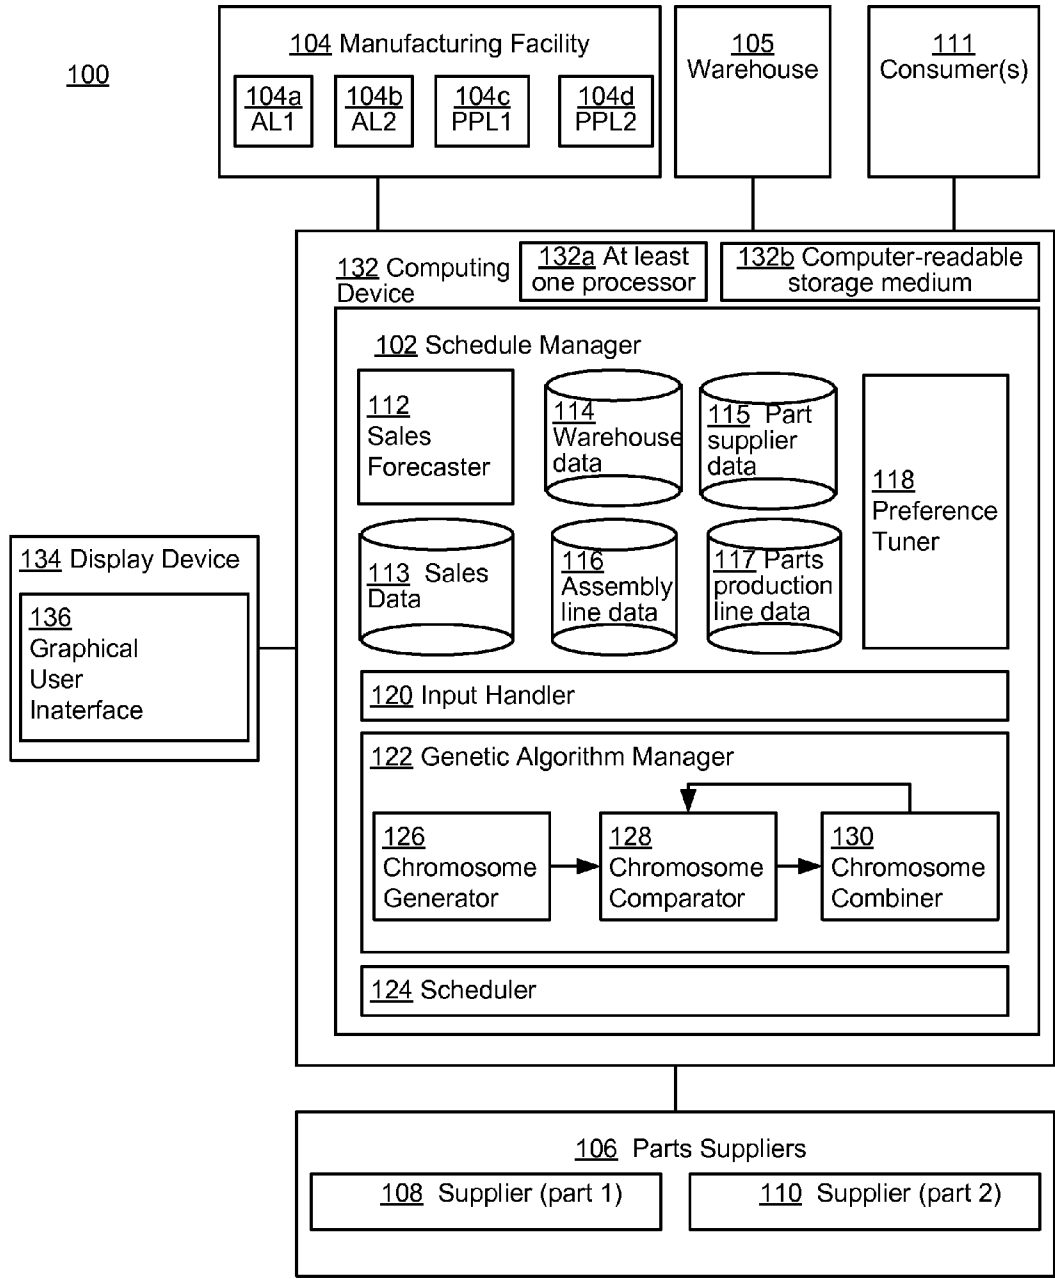 100
104 Manufacturing Facility
104a
AL1
104b
AL2
104c
PPL1
104d
PPL2
105
Warehouse
111
Consumer(s)
132 Computing
Device
132a At least
one processor
132b Computer-readable
storage medium
102 Schedule Manager
112
Sales
Forecaster
114
Warehouse
data
115 Part
supplier
data
118
Preference
Tuner
113 Sales
Data
116
Assembly
line data
117 Parts
production
line data
134 Display Device
136
Graphical
User
Inaterface
120 Input Handler
122 Genetic Algorithm Manager
126
Chromosome
Generator
128
Chromosome
Comparator
130
Chromosome
Combiner
124 Scheduler
106 Parts Suppliers
108 Supplier (part 1)
110 Supplier (part 2)